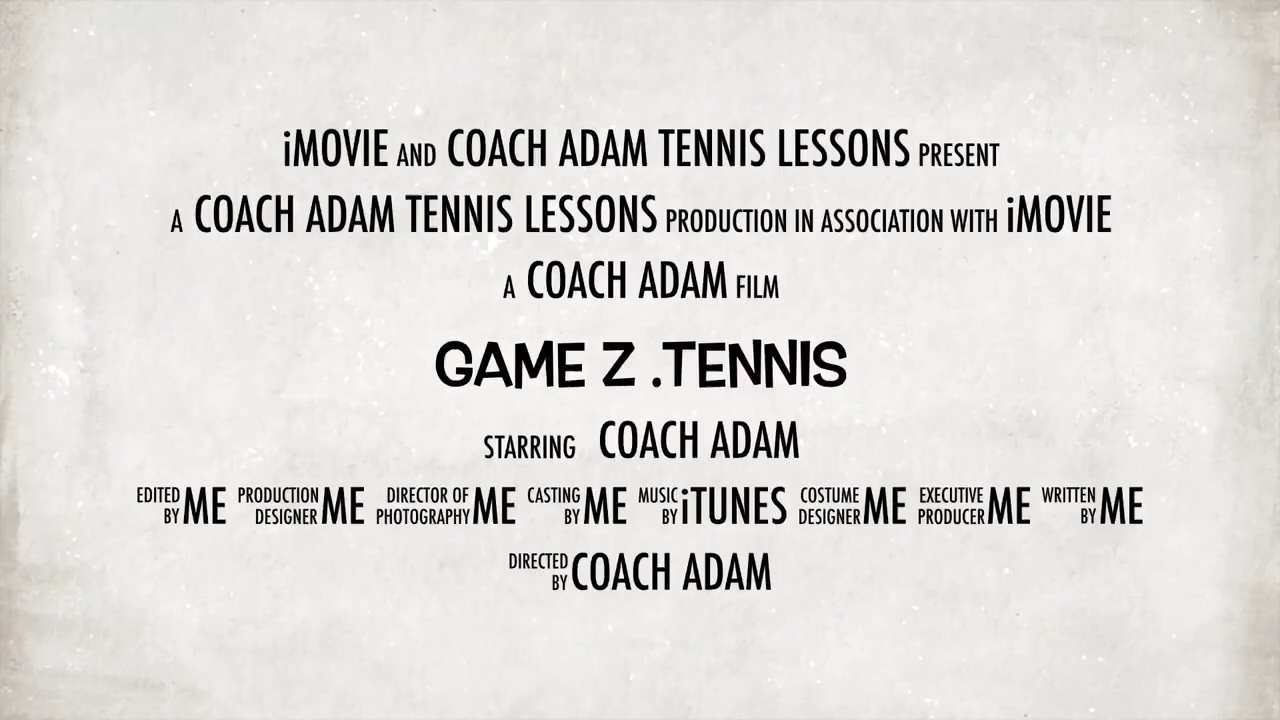 iMOVIE AND COACH ADAM TENNIS LESSONS PRESENT
A COACH ADAM TENNIS LESSONS PRODUCTION IN ASSOCIATION WITH iMOVIE
A COACH ADAM FILM
GAME Z .TENNIS
STARRING COACH ADAM
EDITED BY ME PRODUCTION DESIGNER ME DIRECTOR OF PHOTOGRAPHY ME CASTING BY ME MUSIC BY iTUNES COSTUME DESIGNER ME EXECUTIVE PRODUCER ME WRITTEN BY ME
DIRECTED BY COACH ADAM